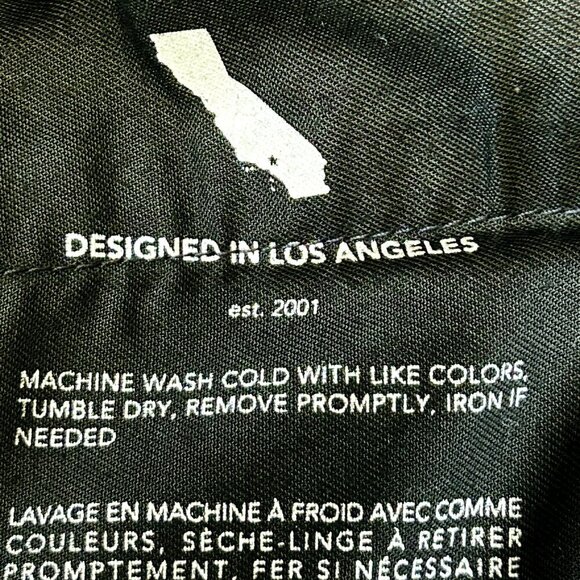 DESIGNED IN LOS ANGELES
est. 2001
MACHINE WASH COLD WITH LIKE COLORS,
TUMBLE DRY, REMOVE PROMPTLY, IRON IF
NEEDED
LAVAGE EN MACHINE À FROID AVEC COMME
COULEURS, SÈCHE-LINGE À RETIRER
PROMPTEMENT, FER SI NÉCESSAIRE